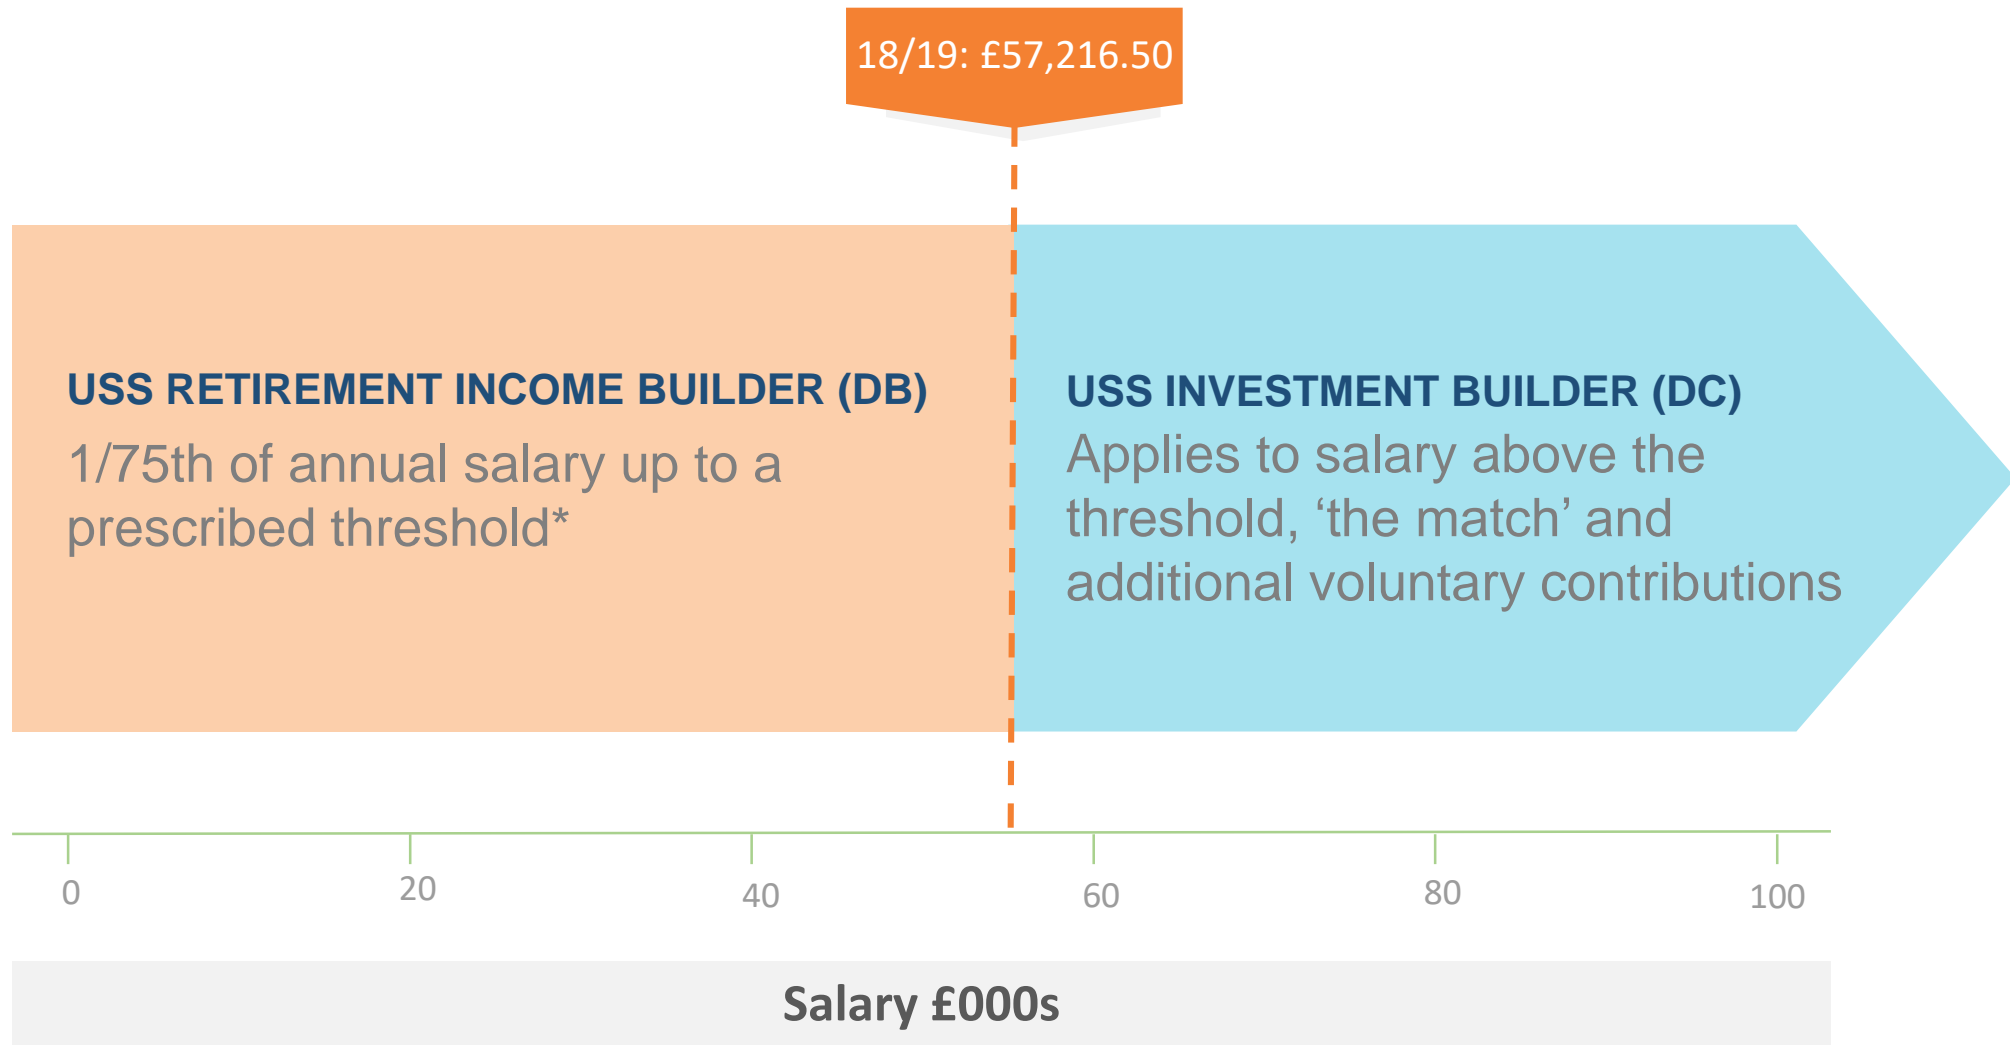 18/19: £57,216.50
USS RETIREMENT INCOME BUILDER (DB)
1/75th of annual salary up to a
prescribed threshold*
USS INVESTMENT BUILDER (DC)
Applies to salary above the
threshold, ‘the match’ and
additional voluntary contributions
0 20 40 60 80 100
Salary £000s